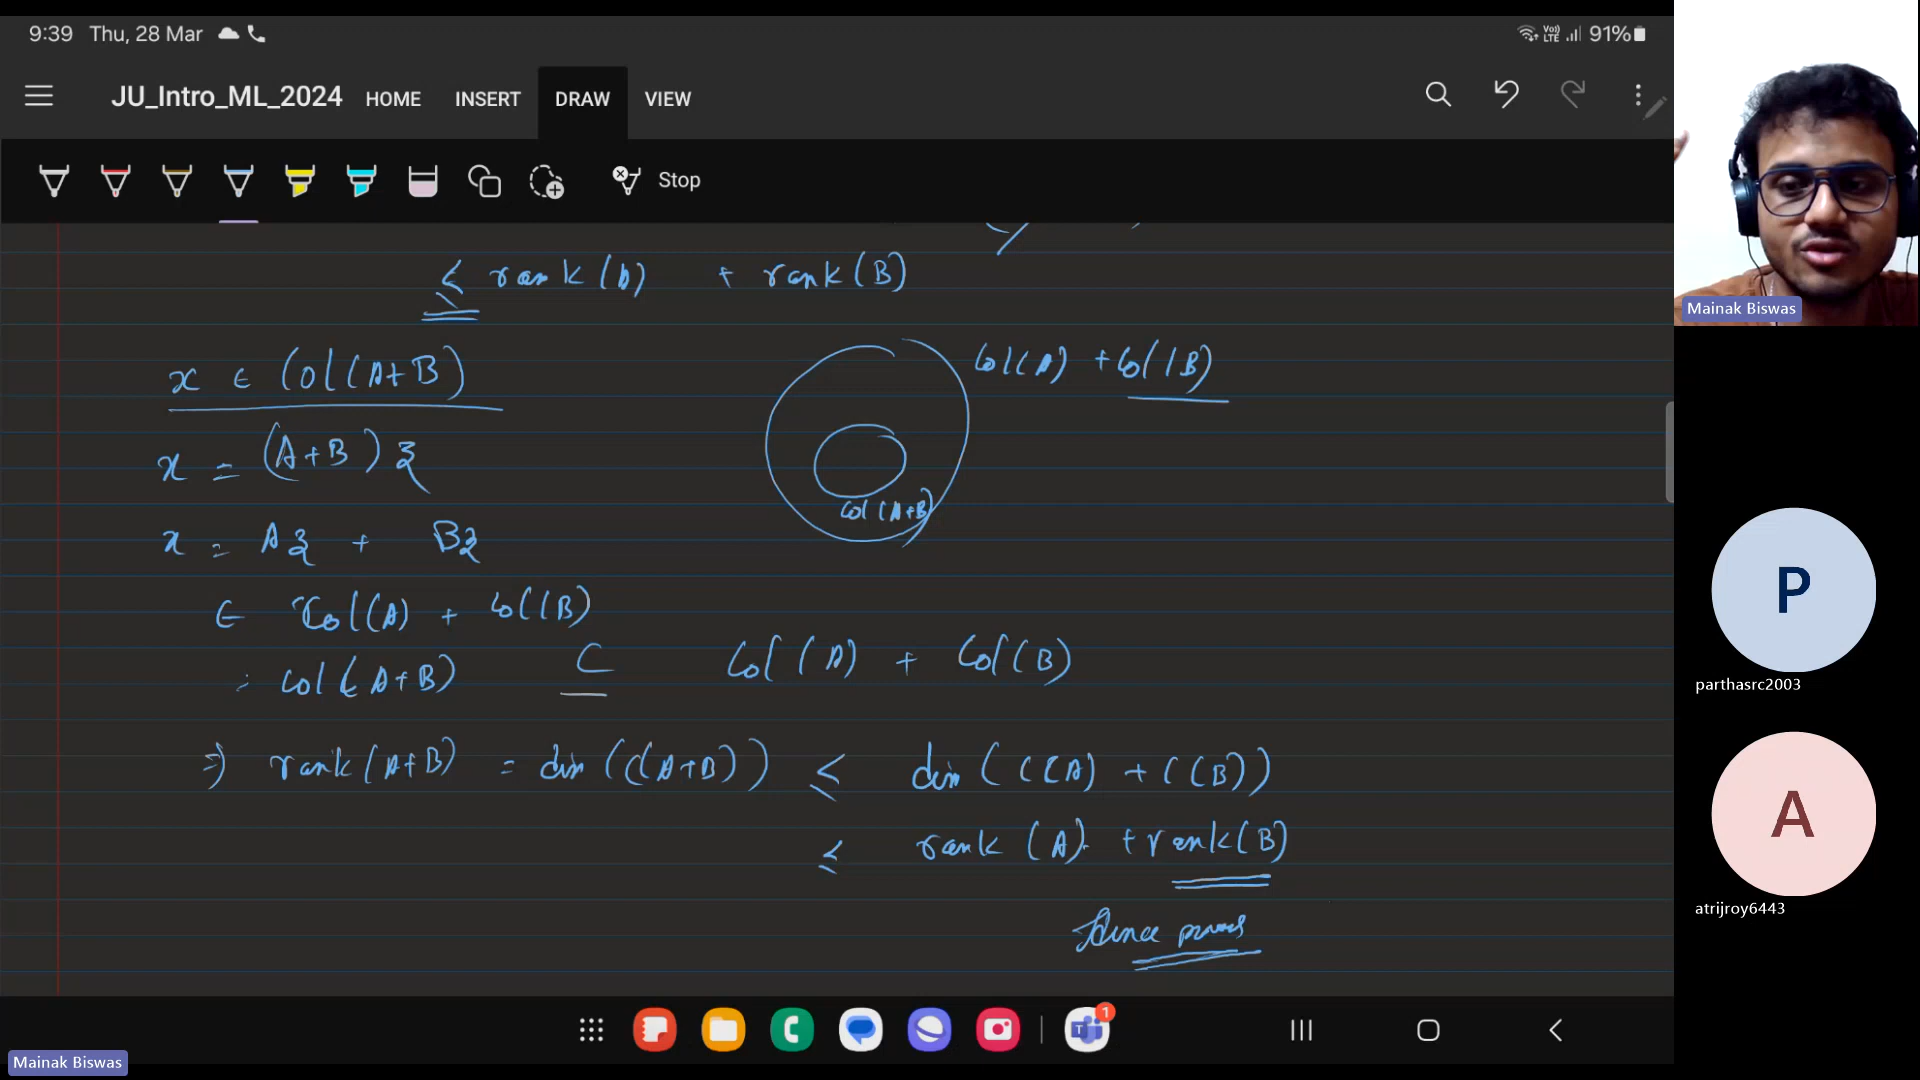 9:39 Thu, 28 Mar 91%
JU_Intro_ML_2024 HOME INSERT DRAW VIEW
Stop
≤ rank(A) + rank(B)
x ∈ Col(A+B)
Col(A) + Col(B)
x = (A+B)z
Col(A+B)
x = Az + Bz
∈ Col(A) + Col(B)
∴ Col(A+B) ⊆ Col(A) + Col(B)
⇒ rank(A+B) = dim(C(A+B)) ≤ dim(C(A) + C(B))
≤ rank(A) + rank(B)
Hence
Mainak Biswas
P
parthasrc2003
A
atrijroy6443
T 1
Mainak Biswas